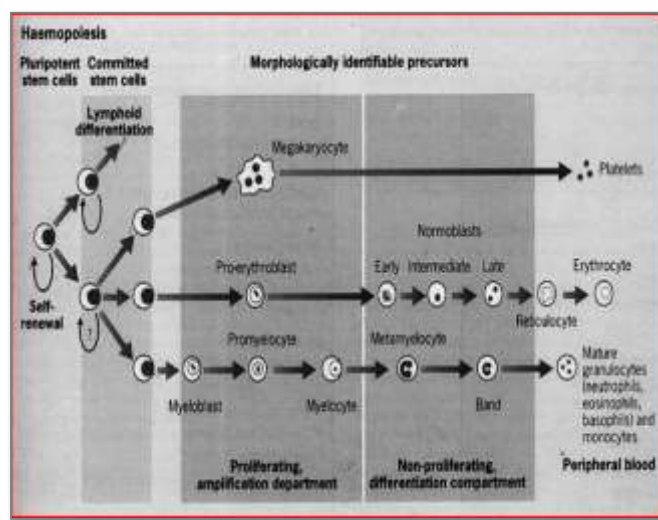 Haemopoiesis
Pluripotent
stem cells
Committed
stem cells
Morphologically identifiable precursors
Lymphoid
differentiation
Megakaryocyte
Platelets
Normoblasts
Pro-erythroblast
Early
Intermediate
Late
Erythrocyte
Self-
renewal
?
Reticulocyte
Promyelocyte
Metamyelocyte
Myeloblast
Myelocyte
Band
Mature
granulocytes
(neutrophils,
eosinophils,
basophils) and
monocytes
Proliferating,
amplification department
Non-proliferating,
differentiation compartment
Peripheral blood